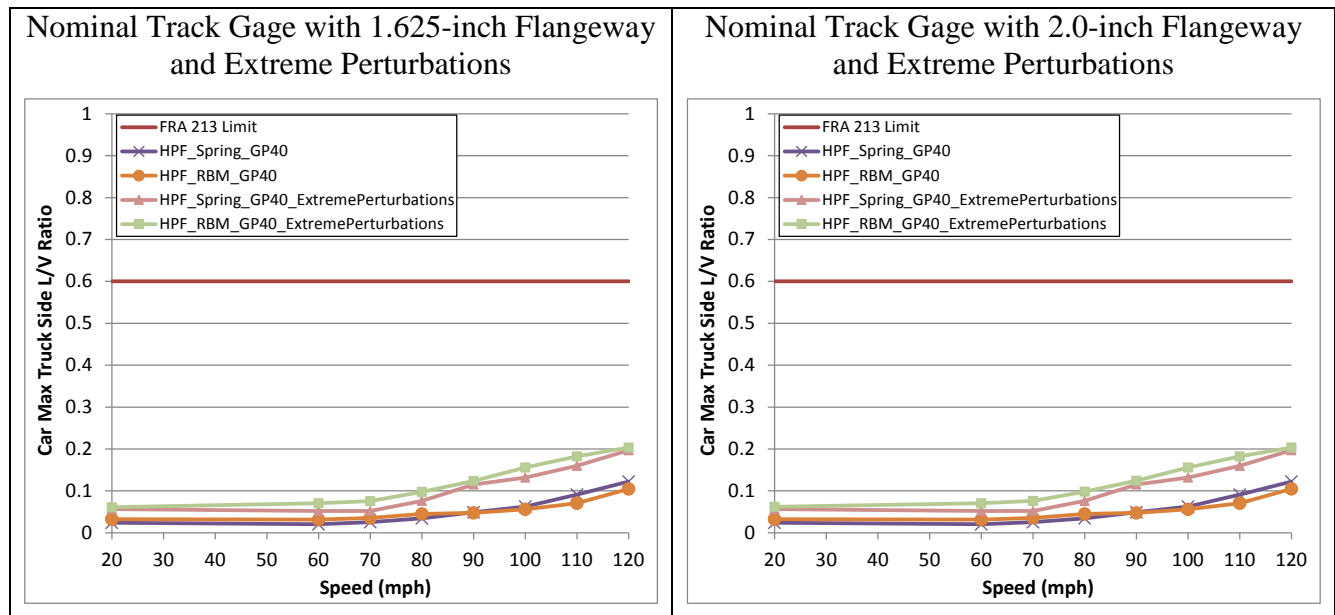 Nominal Track Gage with 1.625-inch Flangeway
and Extreme Perturbations
Car Max Truck Side L/V Ratio
1
0.9
0.8
0.7
0.6
0.5
0.4
0.3
0.2
0.1
0
FRA 213 Limit
HPF_Spring_GP40
HPF_RBM_GP40
HPF_Spring_GP40_ExtremePerturbations
HPF_RBM_GP40_ExtremePerturbations
20 30 40 50 60 70 80 90 100 110 120
Speed (mph)
Nominal Track Gage with 2.0-inch Flangeway
and Extreme Perturbations
Car Max Truck Side L/V Ratio
1
0.9
0.8
0.7
0.6
0.5
0.4
0.3
0.2
0.1
0
FRA 213 Limit
HPF_Spring_GP40
HPF_RBM_GP40
HPF_Spring_GP40_ExtremePerturbations
HPF_RBM_GP40_ExtremePerturbations
20 30 40 50 60 70 80 90 100 110 120
Speed (mph)